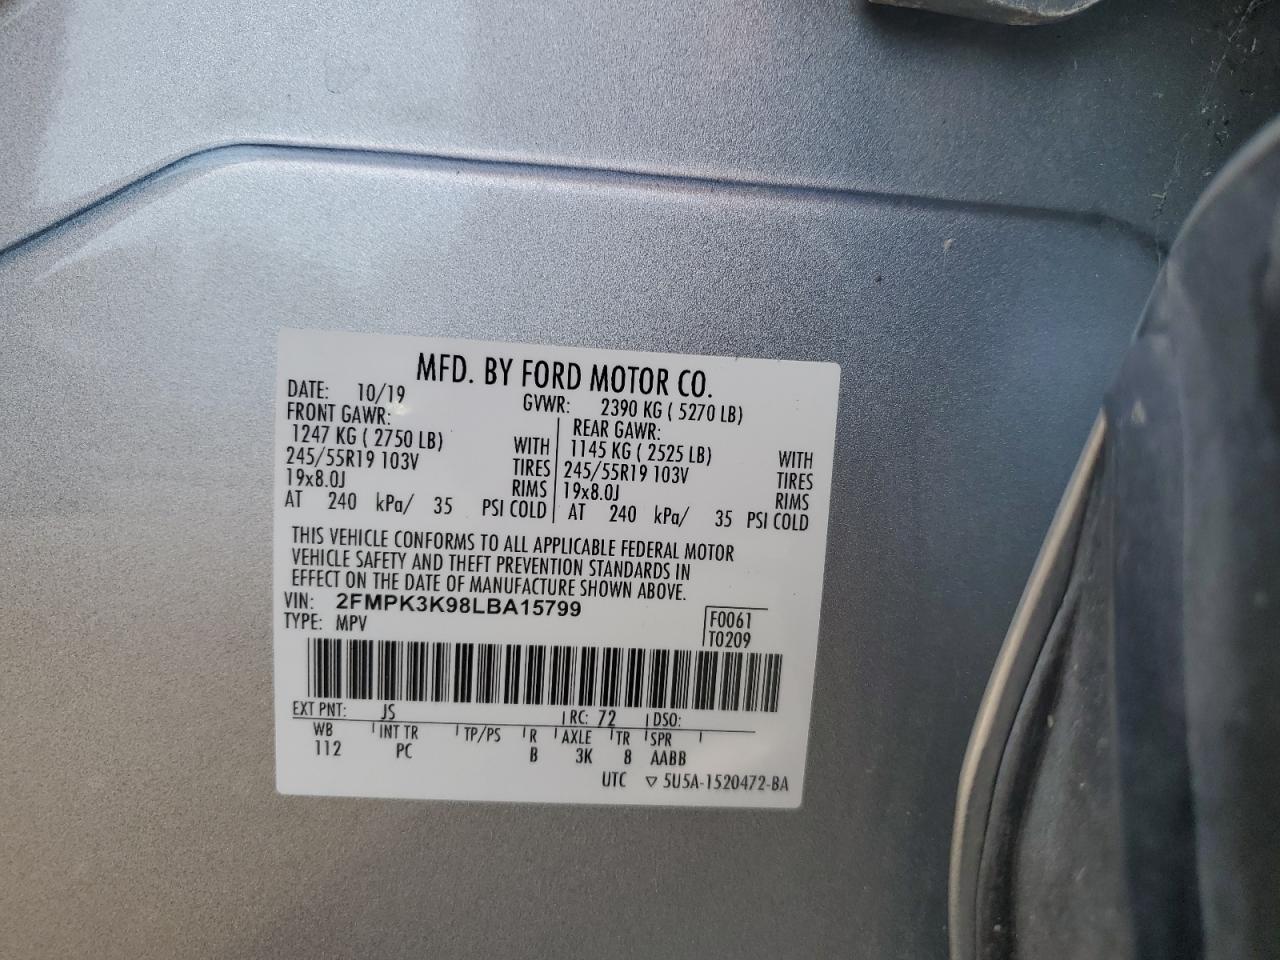 MFD. BY FORD MOTOR CO.
DATE: 10/19 GVWR: 2390 KG ( 5270 LB)
FRONT GAWR: REAR GAWR:
1247 KG ( 2750 LB) WITH 1145 KG ( 2525 LB) WITH
245/55R19 103V TIRES 245/55R19 103V TIRES
19x8.0J RIMS 19x8.0J RIMS
AT 240 kPa/ 35 PSI COLD AT 240 kPa/ 35 PSI COLD
THIS VEHICLE CONFORMS TO ALL APPLICABLE FEDERAL MOTOR
VEHICLE SAFETY AND THEFT PREVENTION STANDARDS IN
EFFECT ON THE DATE OF MANUFACTURE SHOWN ABOVE.
VIN: 2FMPK3K98LBA15799 F0061
TYPE: MPV T0209
EXT PNT: JS RC: 72 DSO:
WB INT TR TP/PS R AXLE TR SPR
112 PC B 3K 8 AABB
UTC ▽ 5U5A-1520472-BA